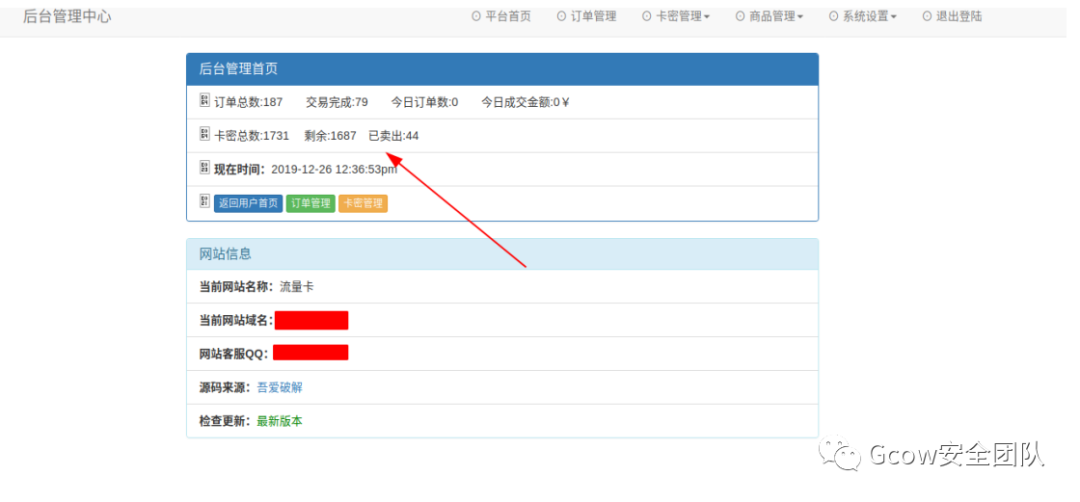 后台管理中心 平台首页 订单管理 卡密管理 商品管理 系统设置 退出登陆
后台管理首页
订单总数:187 交易完成:79 今日订单数:0 今日成交金额:0￥
卡密总数:1731 剩余:1687 已卖出:44
现在时间：2019-12-26 12:36:53pm
返回用户首页 订单管理 卡密管理
网站信息
当前网站名称：流量卡
当前网站域名：
网站客服QQ：
源码来源：吾爱破解
检查更新：最新版本
Gcow安全团队